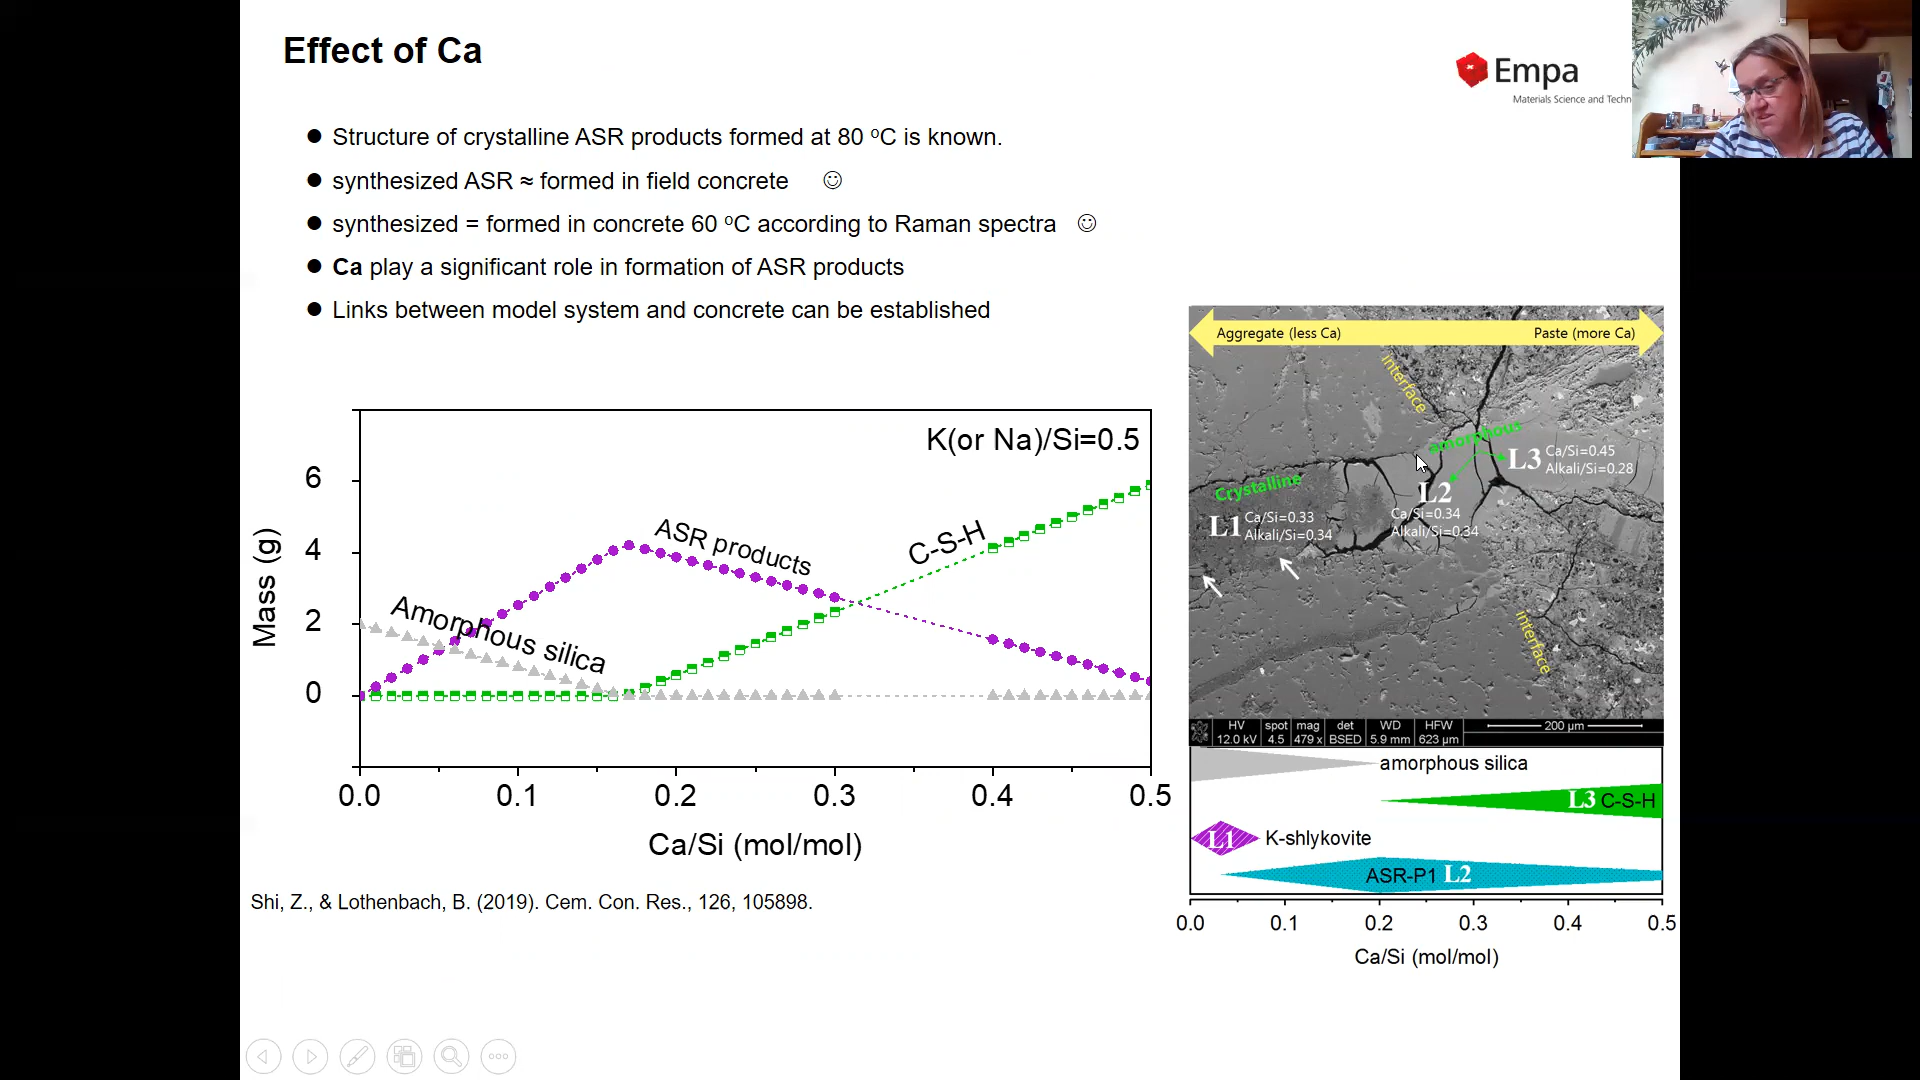 Effect of Ca
Empa
Materials Science and Techn
● Structure of crystalline ASR products formed at 80 ºC is known.
● synthesized ASR ≈ formed in field concrete ☺
● synthesized = formed in concrete 60 ºC according to Raman spectra ☺
● Ca play a significant role in formation of ASR products
● Links between model system and concrete can be established
K(or Na)/Si=0.5
ASR products
C-S-H
Amorphous silica
Mass (g)
6
4
2
0
0.0 0.1 0.2 0.3 0.4 0.5
Ca/Si (mol/mol)
Shi, Z., & Lothenbach, B. (2019). Cem. Con. Res., 126, 105898.
Aggregate (less Ca) Paste (more Ca)
interface
amorphous
L3 Ca/Si=0.45
Alkali/Si=0.28
Crystalline
L2
Ca/Si=0.34
Alkali/Si=0.34
L1 Ca/Si=0.33
Alkali/Si=0.34
interface
HV spot mag det WD HFW 200 µm
12.0 kV 4.5 479 x BSED 5.9 mm 623 µm
amorphous silica
L3 C-S-H
L1 K-shlykovite
ASR-P1 L2
0.0 0.1 0.2 0.3 0.4 0.5
Ca/Si (mol/mol)